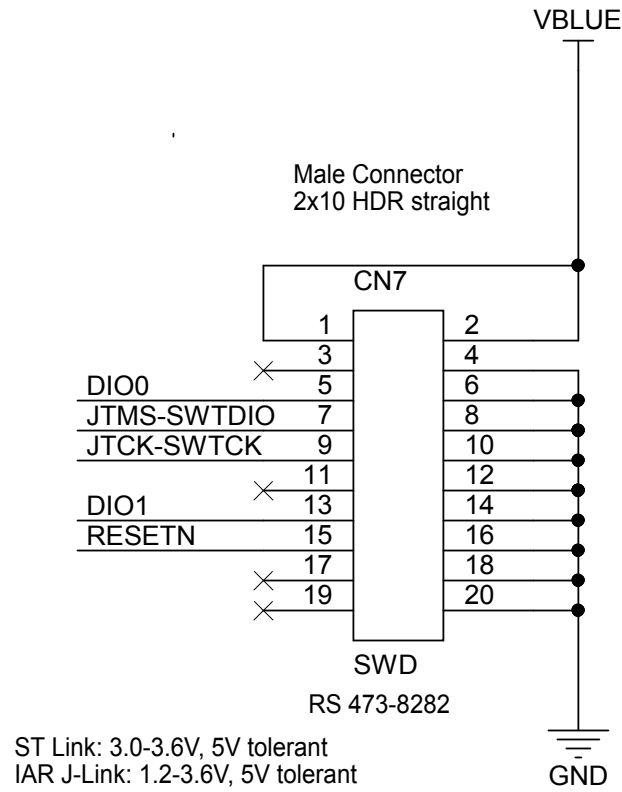 VBLUE
Male Connector
2x10 HDR straight
CN7
1 2
3 4
DIO0 5 6
JTMS-SWTDIO 7 8
JTCK-SWTCK 9 10
11 12
DIO1 13 14
RESETN 15 16
17 18
19 20
SWD
RS 473-8282
ST Link: 3.0-3.6V, 5V tolerant
IAR J-Link: 1.2-3.6V, 5V tolerant
GND